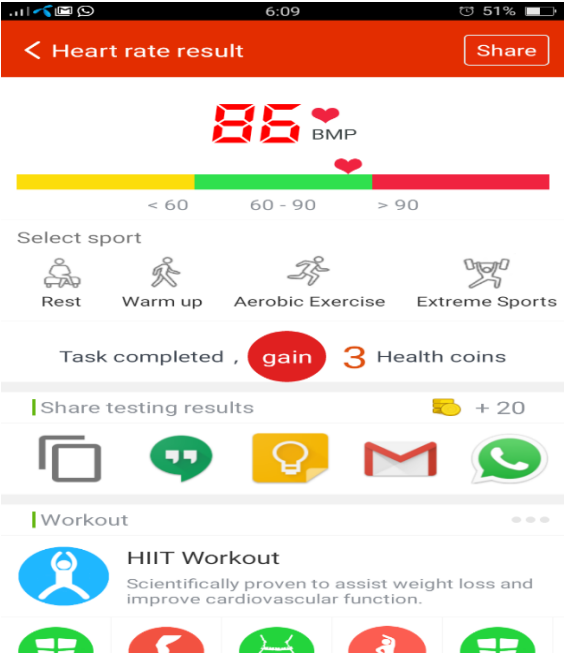 6:09 51%
Heart rate result Share
86 BMP
< 60 60 - 90 > 90
Select sport
Rest Warm up Aerobic Exercise Extreme Sports
Task completed , gain 3 Health coins
Share testing results + 20
Workout
HIIT Workout
Scientifically proven to assist weight loss and
improve cardiovascular function.